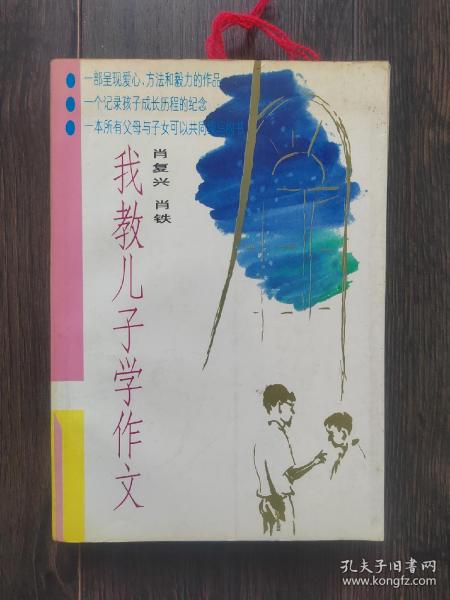 一部呈现爱心、方法和毅力的作品
一个记录孩子成长历程的纪念
一本所有父母与子女可以共同
肖复兴 肖铁
我教儿子学作文
孔夫子旧书网
www.kongfz.com